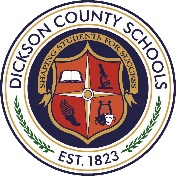 DICKSON COUNTY SCHOOLS
SHAPING STUDENTS FOR SUCCESS
EST. 1823